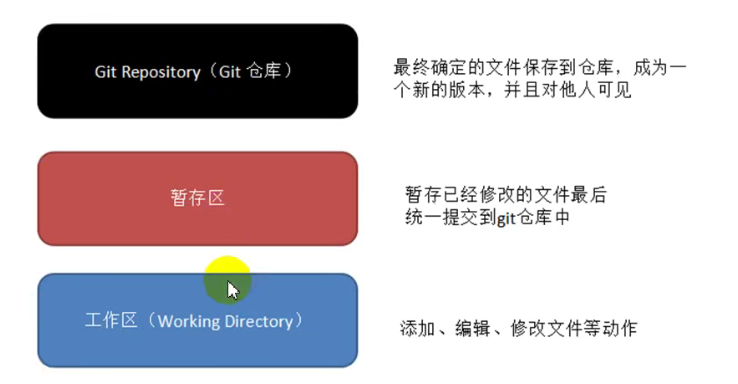 Git Repository（Git 仓库）
最终确定的文件保存到仓库，成为一
个新的版本，并且对他人可见
暂存区
暂存已经修改的文件最后
统一提交到git仓库中
工作区（Working Directory）
添加、编辑、修改文件等动作